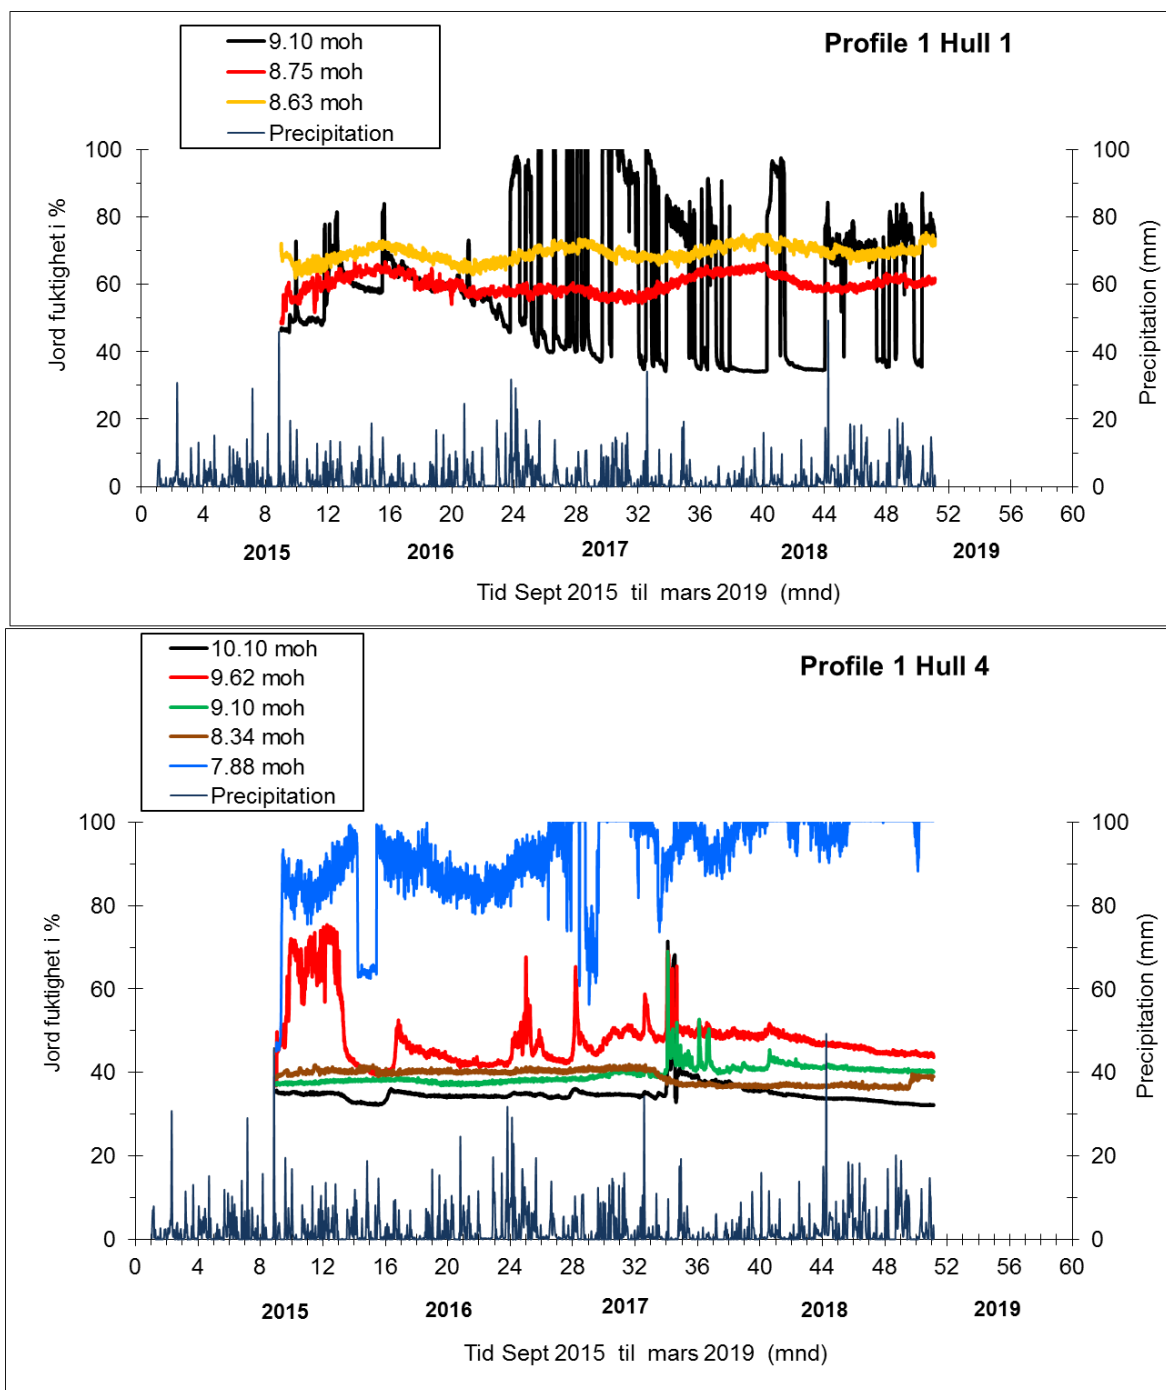 9.10 moh
8.75 moh
8.63 moh
Precipitation
Profile 1 Hull 1
100
80
60
40
20
0
Jord fuktighet i %
100
80
60
40
20
0
Precipitation (mm)
0 4 8 12 16 20 24 28 32 36 40 44 48 52 56 60
2015 2016 2017 2018 2019
Tid Sept 2015 til mars 2019 (mnd)
10.10 moh
9.62 moh
9.10 moh
8.34 moh
7.88 moh
Precipitation
Profile 1 Hull 4
100
80
60
40
20
0
Jord fuktighet i %
100
80
60
40
20
0
Precipitation (mm)
0 4 8 12 16 20 24 28 32 36 40 44 48 52 56 60
2015 2016 2017 2018 2019
Tid Sept 2015 til mars 2019 (mnd)